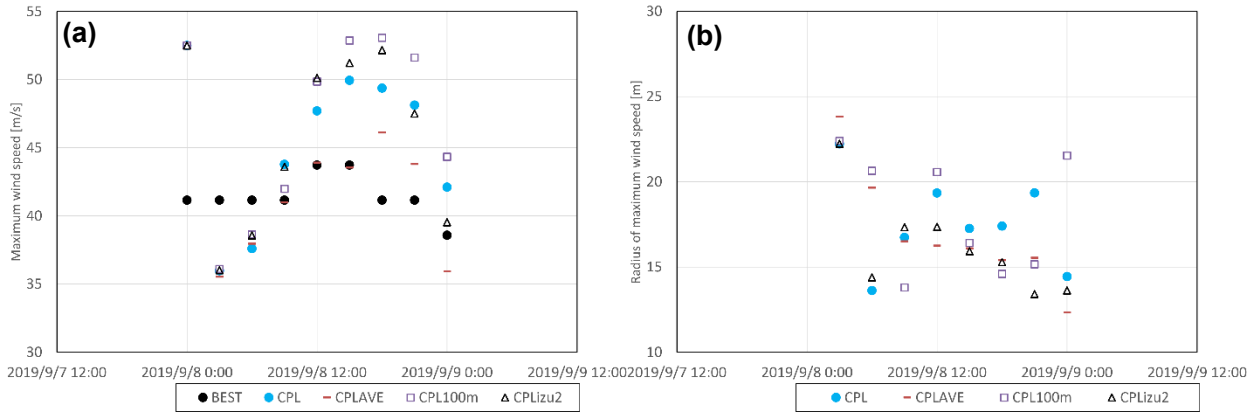 (a)
Maximum wind speed [m/s]
55
50
45
40
35
30
2019/9/7 12:00 2019/9/8 0:00 2019/9/8 12:00 2019/9/9 0:00 2019/9/9 12:00
BEST CPL CPLAVE CPL100m CPLizu2
(b)
Radius of maximum wind speed [m]
30
25
20
15
10
2019/9/7 12:00 2019/9/8 0:00 2019/9/8 12:00 2019/9/9 0:00 2019/9/9 12:00
CPL CPLAVE CPL100m CPLizu2